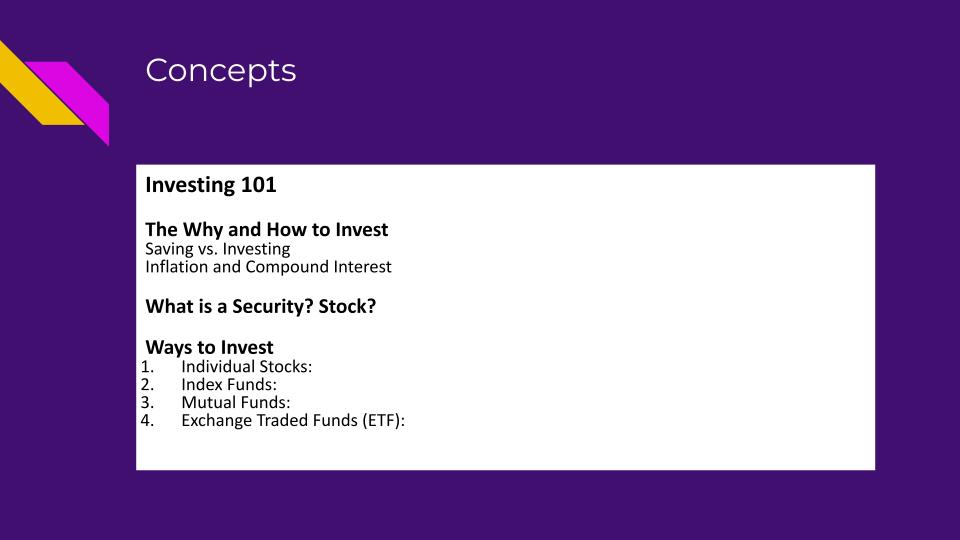 Concepts
Investing 101
The Why and How to Invest
Saving vs. Investing
Inflation and Compound Interest
What is a Security? Stock?
Ways to Invest
1. Individual Stocks:
2. Index Funds:
3. Mutual Funds:
4. Exchange Traded Funds (ETF):